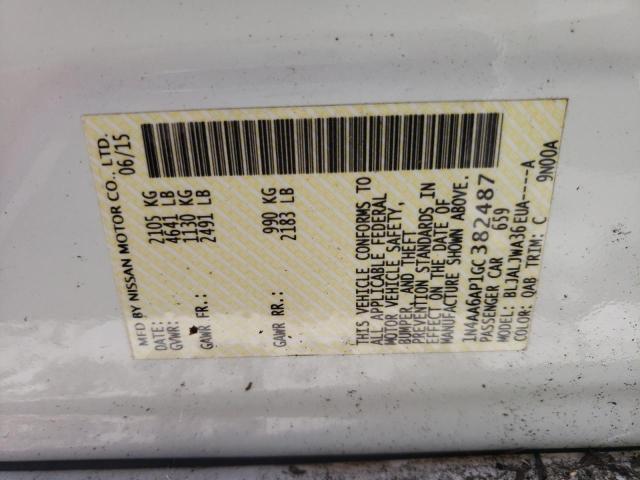 MFD BY NISSAN MOTOR CO., LTD.
DATE: 06/15
GVWR: 2105 KG
4641 LB
GAWR FR.: 1130 KG
2491 LB
GAWR RR.: 990 KG
2183 LB
THIS VEHICLE CONFORMS TO
ALL APPLICABLE FEDERAL
MOTOR VEHICLE SAFETY,
BUMPER AND THEFT
PREVENTION STANDARDS IN
EFFECT ON THE DATE OF
MANUFACTURE SHOWN ABOVE.
1N4AA6AP1GC382487
PASSENGER CAR 659
MODEL: BLJALJWA36EUA----A
COLOR: QAB TRIM: C 9N00A